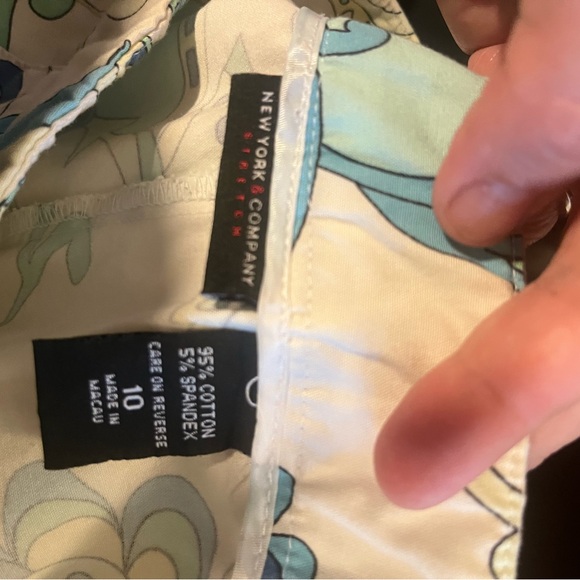 NEW YORK & COMPANY
STRETCH
95% COTTON
5% SPANDEX
CARE ON REVERSE
10
MADE IN
MACAU